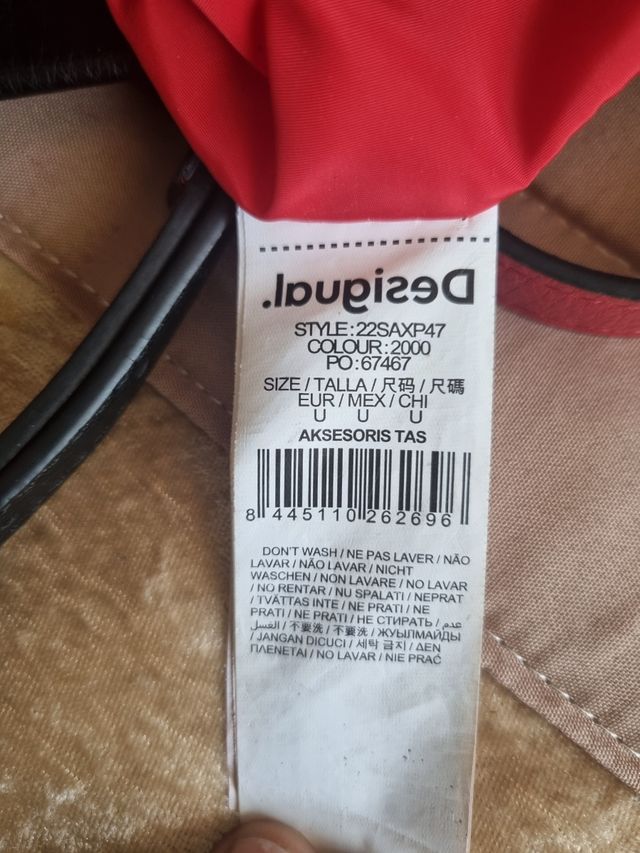 Desigual.
STYLE:22SAXP47
COLOUR:2000
PO:67467
SIZE/TALLA/尺码/尺碼
EUR/MEX/CHI
U U U
AKSESORIS TAS
8 445110 262696
DON'T WASH / NE PAS LAVER / NÃO
LAVAR / NÃO LAVAR / NICHT
WASCHEN / NON LAVARE / NO LAVAR
/ NO RENTAR / NU SPALATI / NEPRAT
/ TVÄTTAS INTE / NE PRATI / NE
PRATI / NE PRATI / НЕ СТИРАТЬ / عدم
الغسل / 不要洗 / 不要洗 / ЖУЫЛМАЙДЫ
/ JANGAN DICUCI / 세탁 금지 / ΔΕΝ
ΠΛΕΝΕΤΑΙ / NO LAVAR / NIE PRAĆ